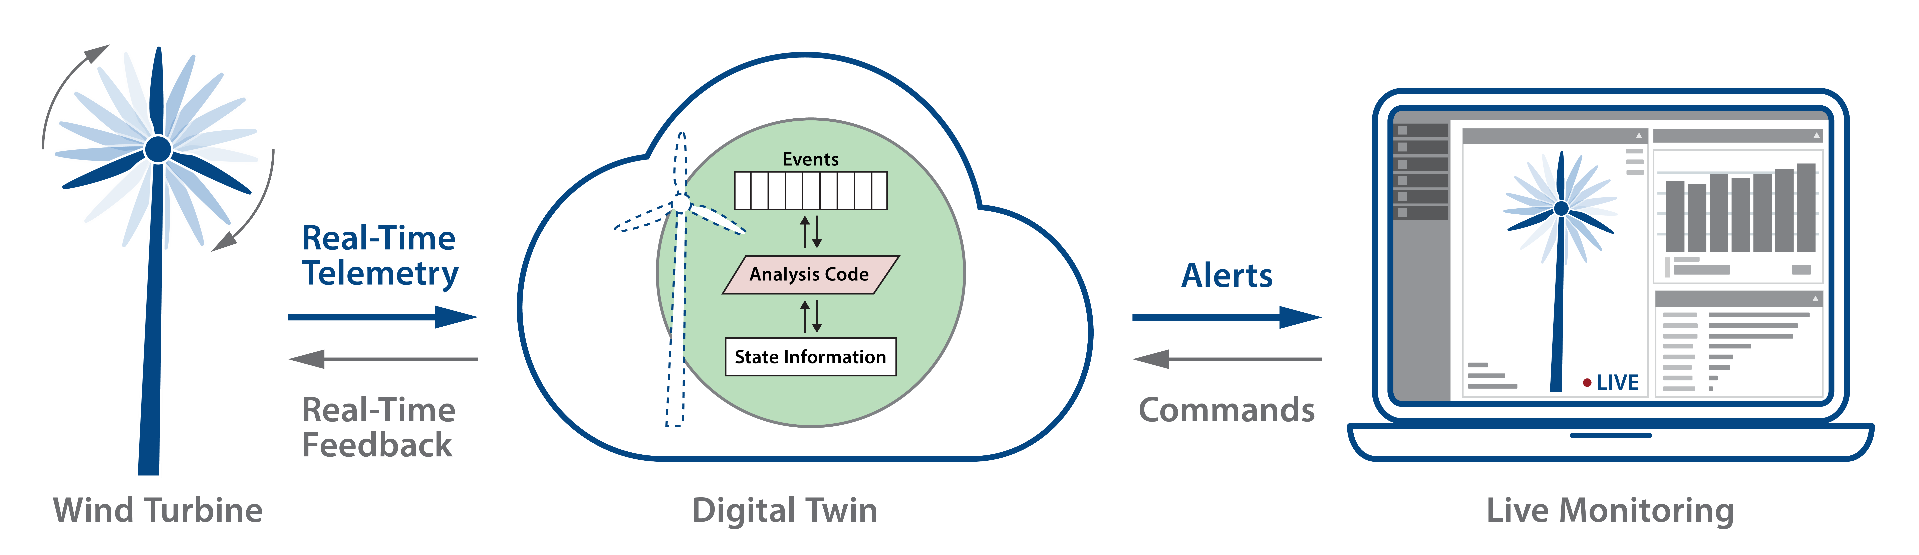 Events
Real-Time
Telemetry
Analysis Code
Alerts
State Information
LIVE
Real-Time
Feedback
Commands
Wind Turbine
Digital Twin
Live Monitoring